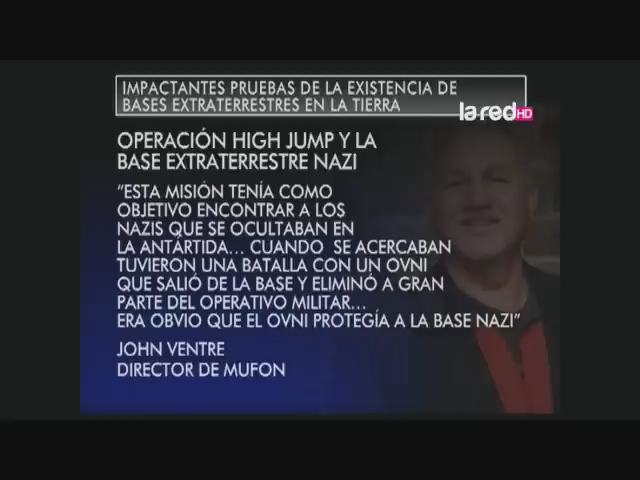 IMPACTANTES PRUEBAS DE LA EXISTENCIA DE
BASES EXTRATERRESTRES EN LA TIERRA
la red HD
OPERACIÓN HIGH JUMP Y LA
BASE EXTRATERRESTRE NAZI
“ESTA MISIÓN TENÍA COMO
OBJETIVO ENCONTRAR A LOS
NAZIS QUE SE OCULTABAN EN
LA ANTÁRTIDA... CUANDO SE ACERCABAN
TUVIERON UNA BATALLA CON UN OVNI
QUE SALIÓ DE LA BASE Y ELIMINÓ A GRAN
PARTE DEL OPERATIVO MILITAR...
ERA OBVIO QUE EL OVNI PROTEGÍA A LA BASE NAZI”
JOHN VENTRE
DIRECTOR DE MUFON